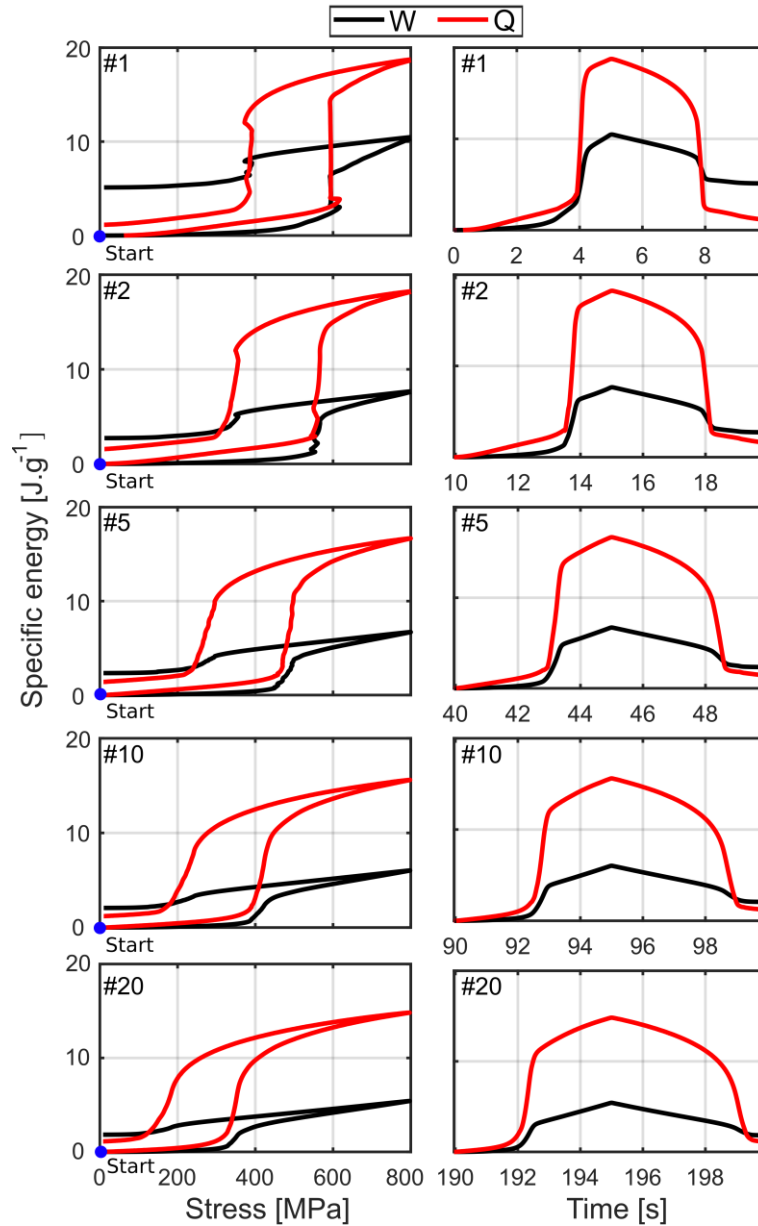 W Q
20 #1 #1
10
0
Start
0 2 4 6 8
20 #2 #2
10
0
Start
10 12 14 16 18
Specific energy [J.g-1]
20 #5 #5
10
0
Start
40 42 44 46 48
20 #10 #10
10
0
Start
90 92 94 96 98
20 #20 #20
10
0
Start
0 200 400 600 800 190 192 194 196 198
Stress [MPa] Time [s]